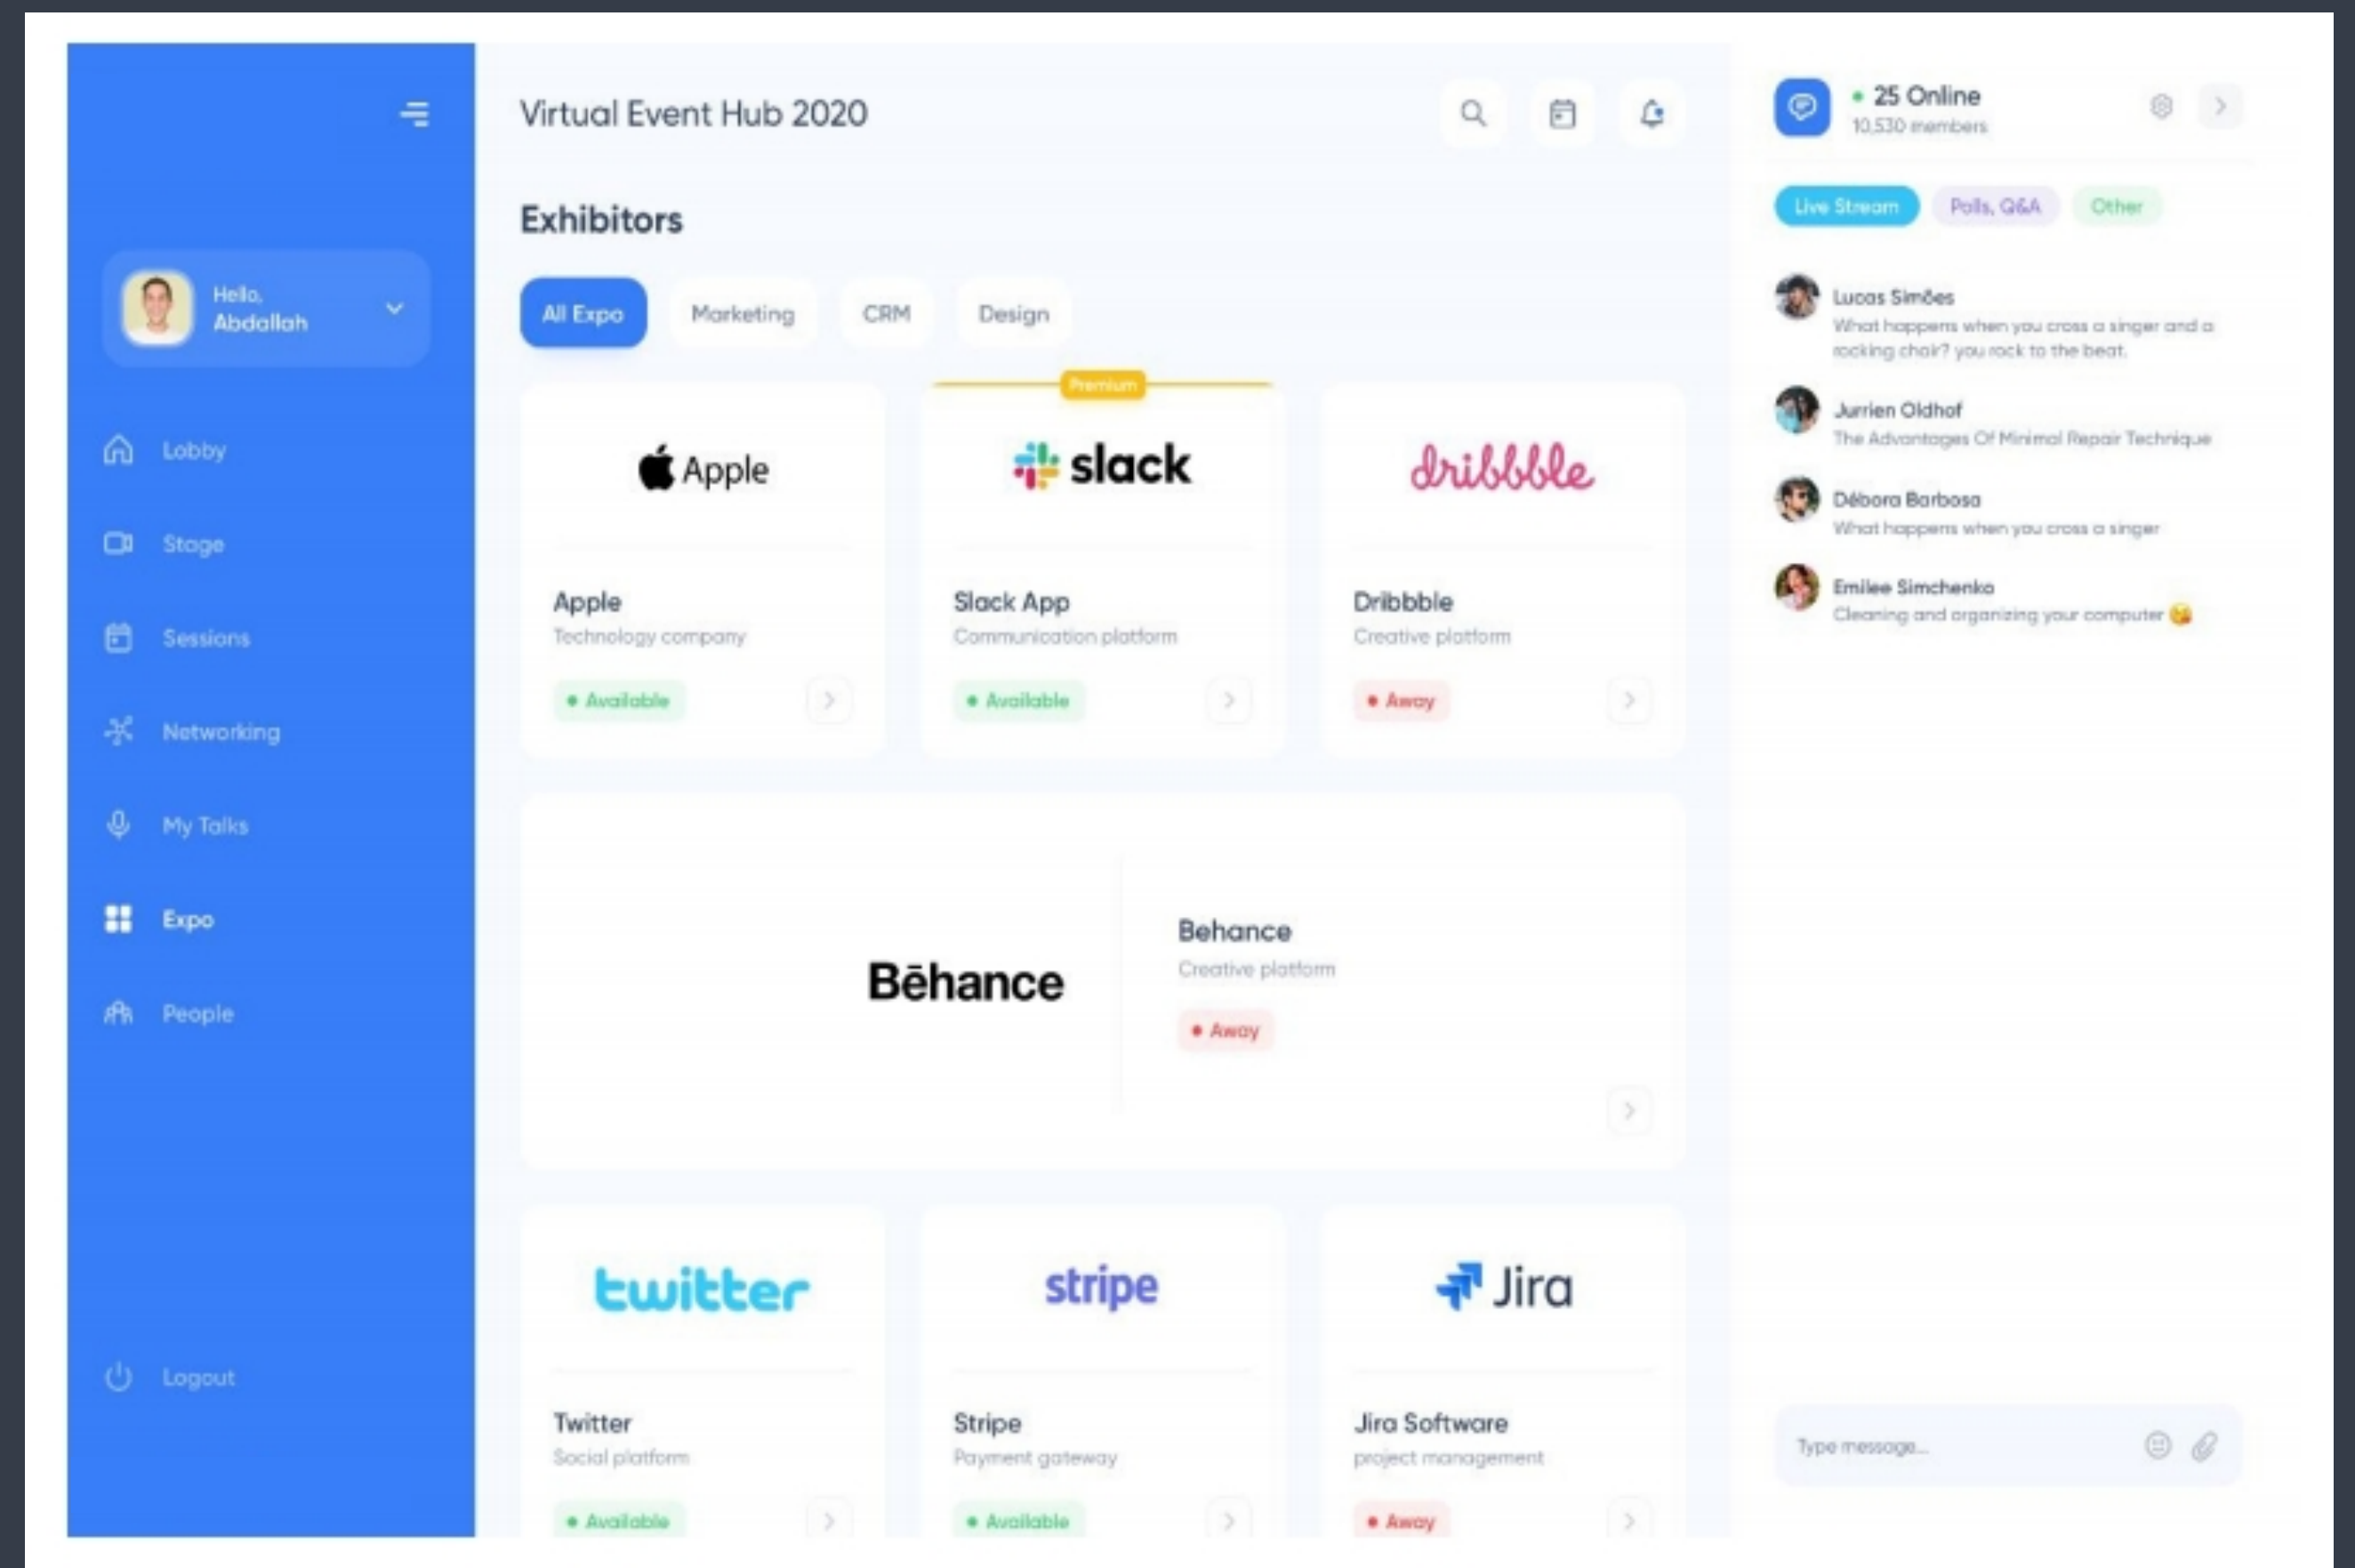 Hello,
Abdallah
Lobby
Stage
Sessions
Networking
My Talks
Expo
People
Logout
Virtual Event Hub 2020
Exhibitors
All Expo
Marketing
CRM
Design
Apple
Apple
Technology company
Available
Premium
slack
Slack App
Communication platform
Available
dribbble
Dribbble
Creative platform
Away
Bēhance
Behance
Creative platform
Away
twitter
Twitter
Social platform
Available
stripe
Stripe
Payment gateway
Available
Jira
Jira Software
project management
Away
25 Online
10,530 members
Live Stream
Polls, Q&A
Other
Lucas Simões
What happens when you cross a singer and a
rocking chair? you rock to the beat.
Jurrien Oldhof
The Advantages Of Minimal Repair Technique
Débora Barbosa
What happens when you cross a singer
Emilee Simchenko
Cleaning and organizing your computer 😘
Type message...